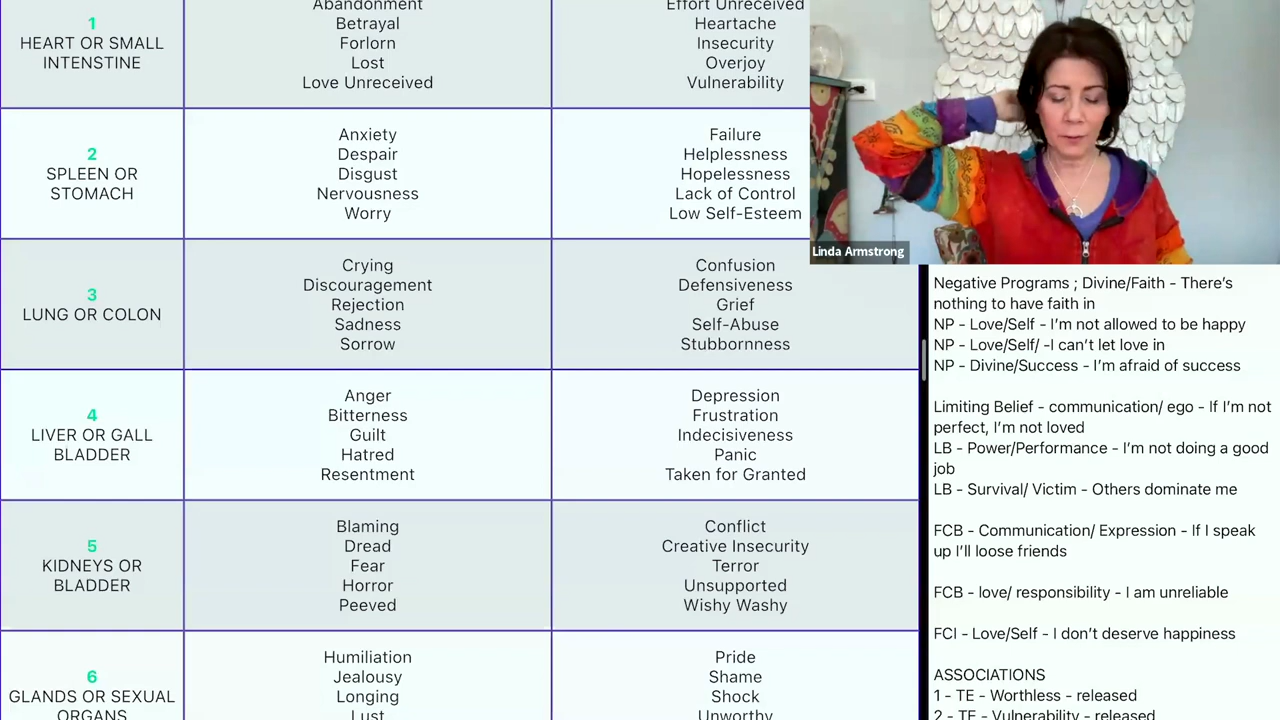 1
HEART OR SMALL
INTENSTINE
Abandonment
Betrayal
Forlorn
Lost
Love Unreceived
Effort Unreceived
Heartache
Insecurity
Overjoy
Vulnerability
2
SPLEEN OR
STOMACH
Anxiety
Despair
Disgust
Nervousness
Worry
Failure
Helplessness
Hopelessness
Lack of Control
Low Self-Esteem
3
LUNG OR COLON
Crying
Discouragement
Rejection
Sadness
Sorrow
Confusion
Defensiveness
Grief
Self-Abuse
Stubbornness
4
LIVER OR GALL
BLADDER
Anger
Bitterness
Guilt
Hatred
Resentment
Depression
Frustration
Indecisiveness
Panic
Taken for Granted
5
KIDNEYS OR
BLADDER
Blaming
Dread
Fear
Horror
Peeved
Conflict
Creative Insecurity
Terror
Unsupported
Wishy Washy
6
GLANDS OR SEXUAL
ORGANS
Humiliation
Jealousy
Longing
Lust
Pride
Shame
Shock
Unworthy
Linda Armstrong
Negative Programs ; Divine/Faith - There's
nothing to have faith in
NP - Love/Self - I'm not allowed to be happy
NP - Love/Self/ -I can't let love in
NP - Divine/Success - I'm afraid of success
Limiting Belief - communication/ ego - If I'm not
perfect, I'm not loved
LB - Power/Performance - I'm not doing a good
job
LB - Survival/ Victim - Others dominate me
FCB - Communication/ Expression - If I speak
up I'll loose friends
FCB - love/ responsibility - I am unreliable
FCI - Love/Self - I don't deserve happiness
ASSOCIATIONS
1 - TE - Worthless - released
2 - TE - Vulnerability - released